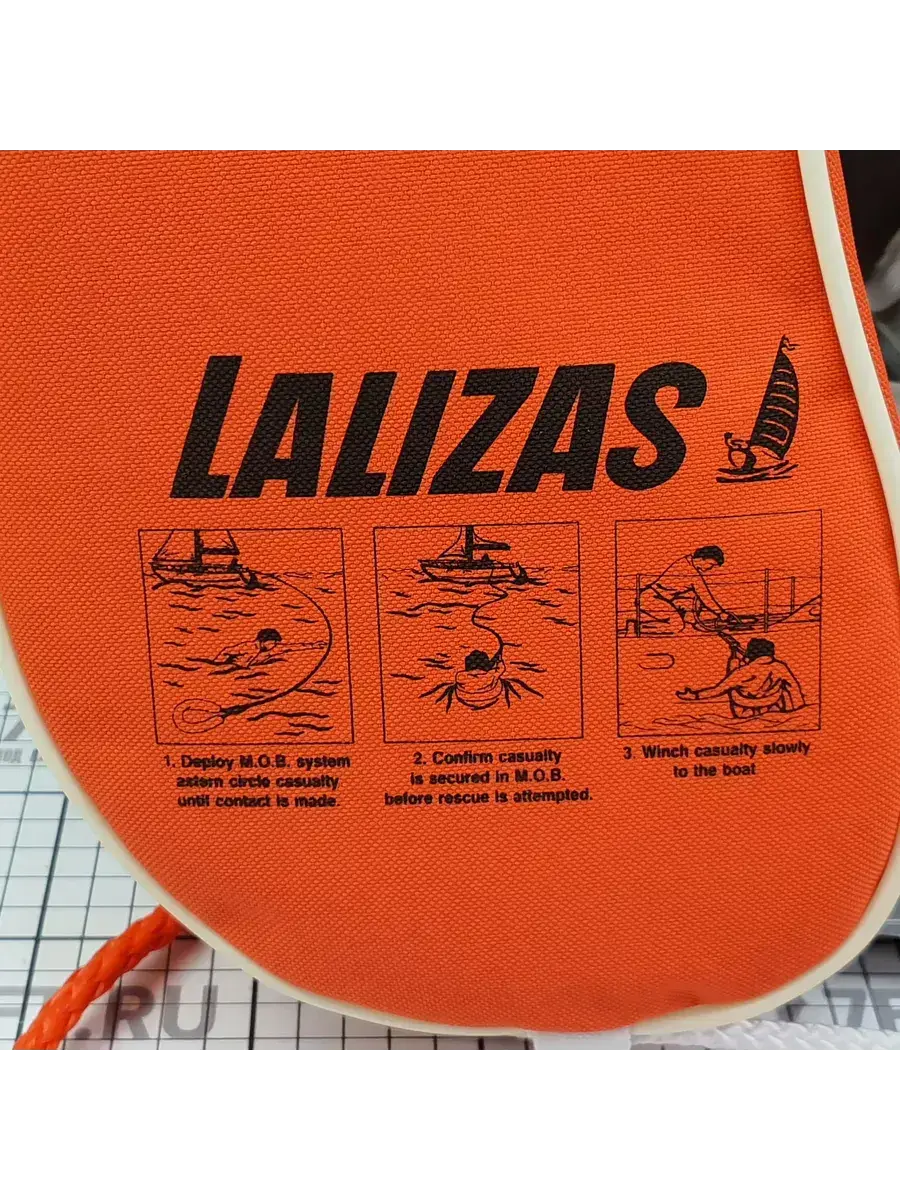 LALIZAS
1. Deploy M.O.B. system
astern circle casualty
until contact is made.
2. Confirm casualty
is secured in M.O.B.
before rescue is attempted.
3. Winch casualty slowly
to the boat
.RU